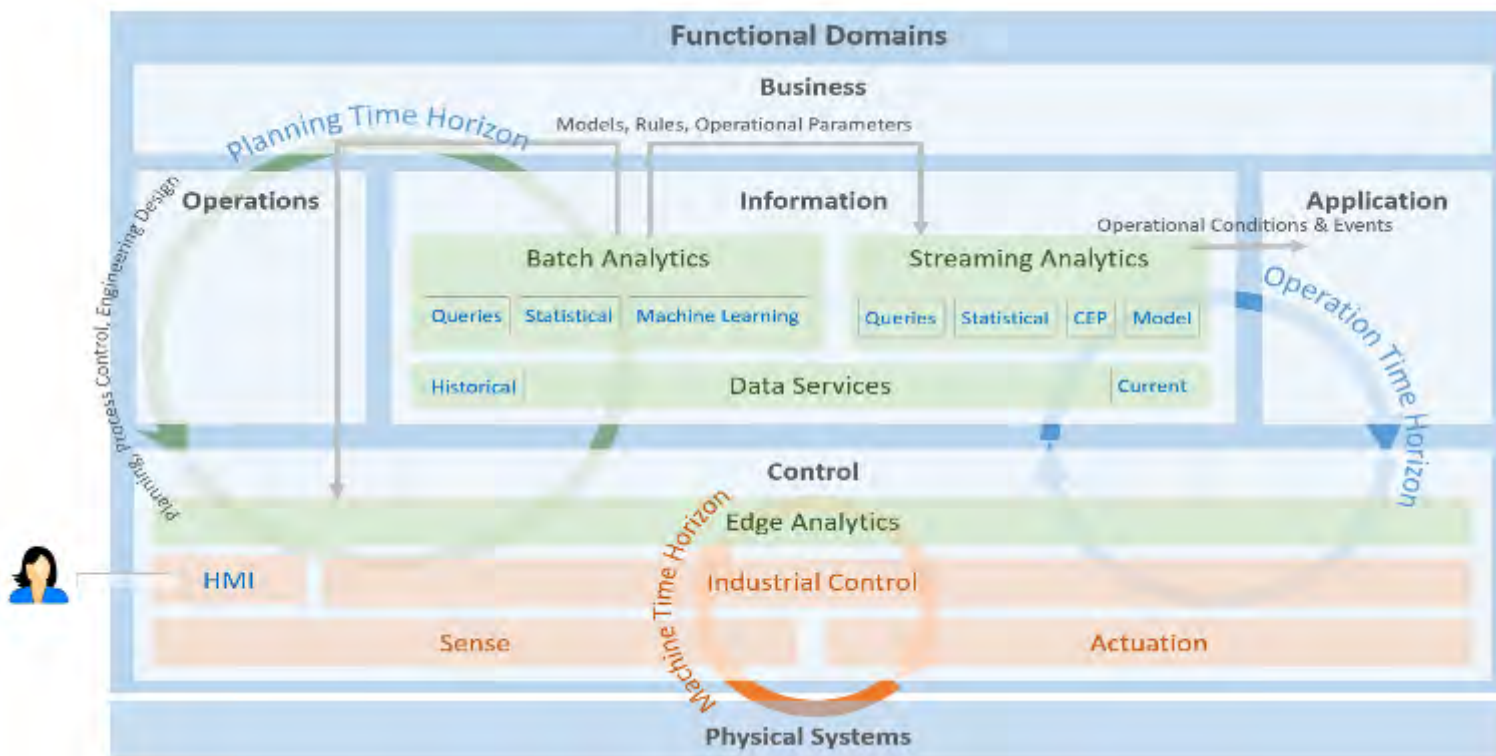 Functional Domains
Business
Planning Time Horizon
Models, Rules, Operational Parameters
Operations
Information
Application
Planning, Process Control, Engineering Design
Operational Conditions & Events
Batch Analytics
Streaming Analytics
Queries
Statistical
Machine Learning
Queries
Statistical
CEP
Model
Operation Time Horizon
Historical
Data Services
Current
Control
Edge Analytics
Machine Time Horizon
HMI
Industrial Control
Sense
Actuation
Physical Systems